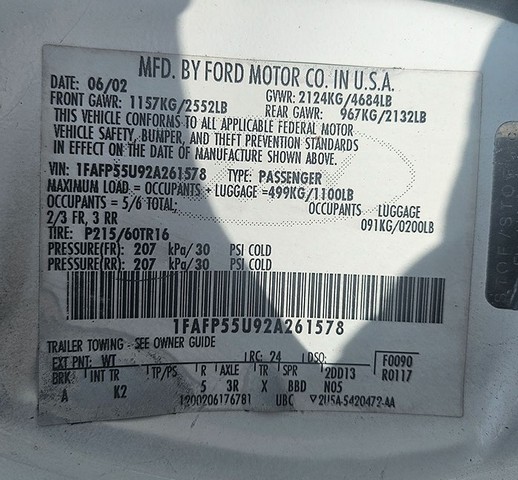 MFD. BY FORD MOTOR CO. IN U.S.A.
DATE: 06/02 GVWR: 2124KG/4684LB
FRONT GAWR: 1157KG/2552LB REAR GAWR: 967KG/2132LB
THIS VEHICLE CONFORMS TO ALL APPLICABLE FEDERAL MOTOR
VEHICLE SAFETY, BUMPER, AND THEFT PREVENTION STANDARDS
IN EFFECT ON THE DATE OF MANUFACTURE SHOWN ABOVE.
VIN: 1FAFP55U92A261578 TYPE: PASSENGER
MAXIMUM LOAD = OCCUPANTS + LUGGAGE =499KG/1100LB
OCCUPANTS = 5/6 TOTAL; OCCUPANTS LUGGAGE
2/3 FR, 3 RR 091KG/0200LB
TIRE: P215/60TR16
PRESSURE(FR): 207 kPa/30 PSI COLD
PRESSURE(RR): 207 kPa/30 PSI COLD
1FAFP55U92A261578
TRAILER TOWING - SEE OWNER GUIDE
EXT PNT: WT RC: 24 DSO: F0090
BRK INT TR TP/PS R AXLE TR SPR 2DD13 R0117
A K2 5 3R X BBD N05
1200206176781 UBC 2U5A-5420472-AA